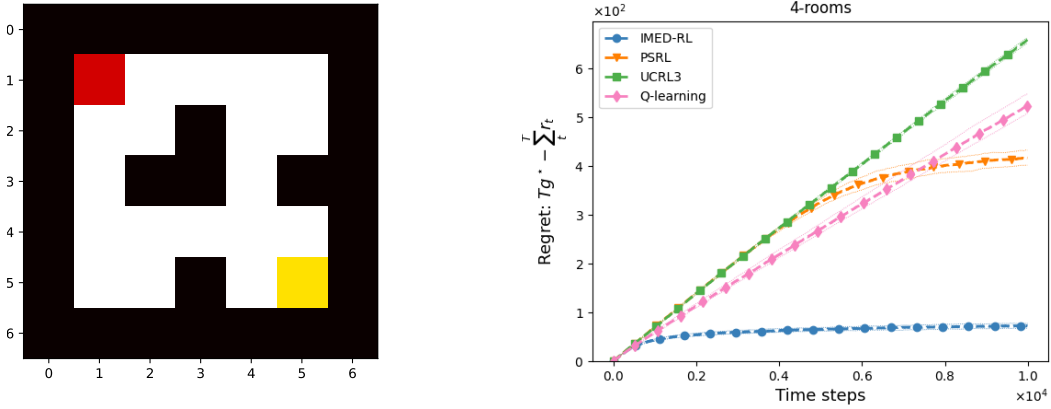 0
1
2
3
4
5
6
0 1 2 3 4 5 6
4-rooms
×10²
IMED-RL
PSRL
UCRL3
Q-learning
Regret: Tg* − ∑ₜᵀ rₜ
6
5
4
3
2
1
0
0.0 0.2 0.4 0.6 0.8 1.0
×10⁴
Time steps